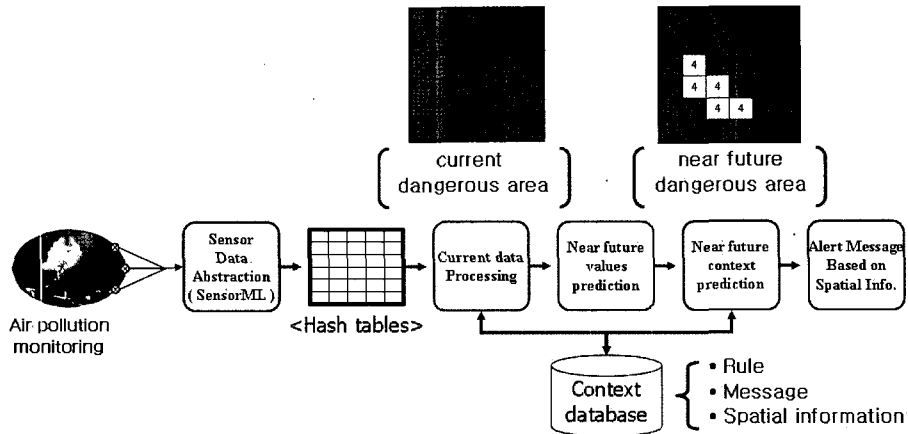 4
4 4
4 4
current
dangerous area
near future
dangerous area
Air pollution
monitoring
Sensor
Data
Abstraction
( SensorML )
<Hash tables>
Current data
Processing
Near future
values
prediction
Near future
context
prediction
Alert Message
Based on
Spatial Info.
Context
database
• Rule
• Message
• Spatial information